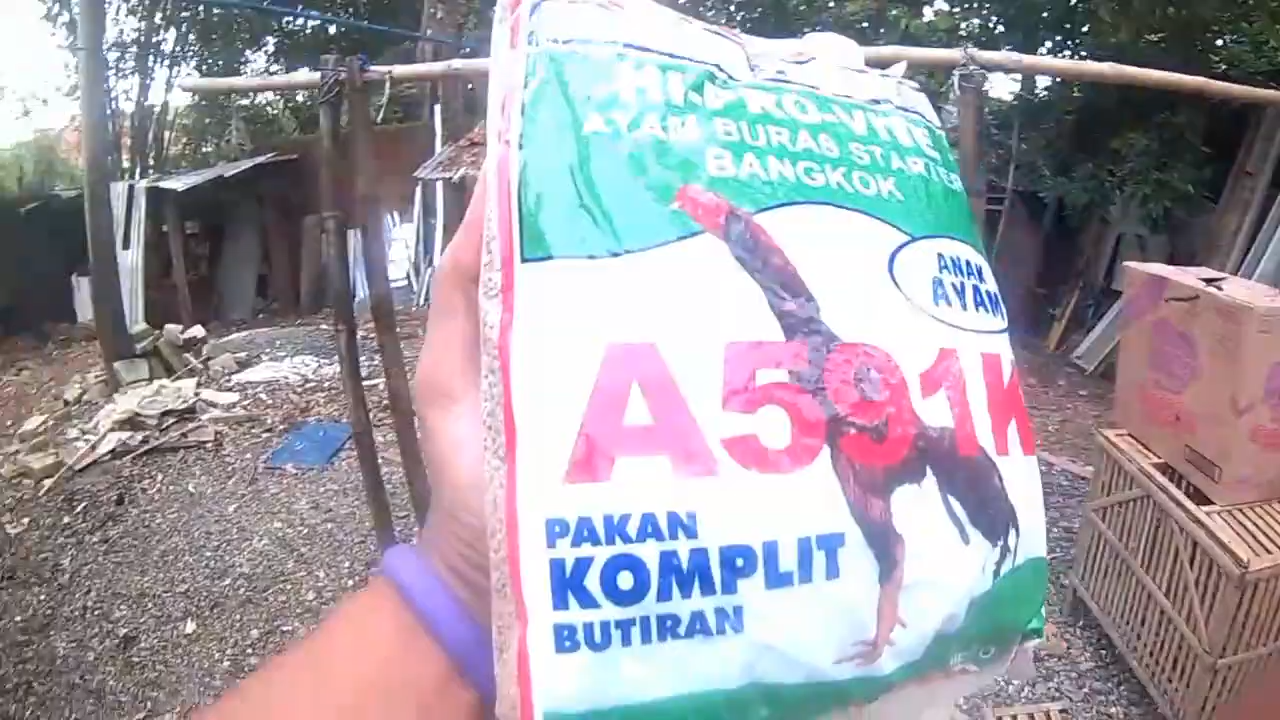 HI-PRO-VITE
AYAM BURAS STARTER
BANGKOK
ANAK
AYAM
A591K
PAKAN
KOMPLIT
BUTIRAN